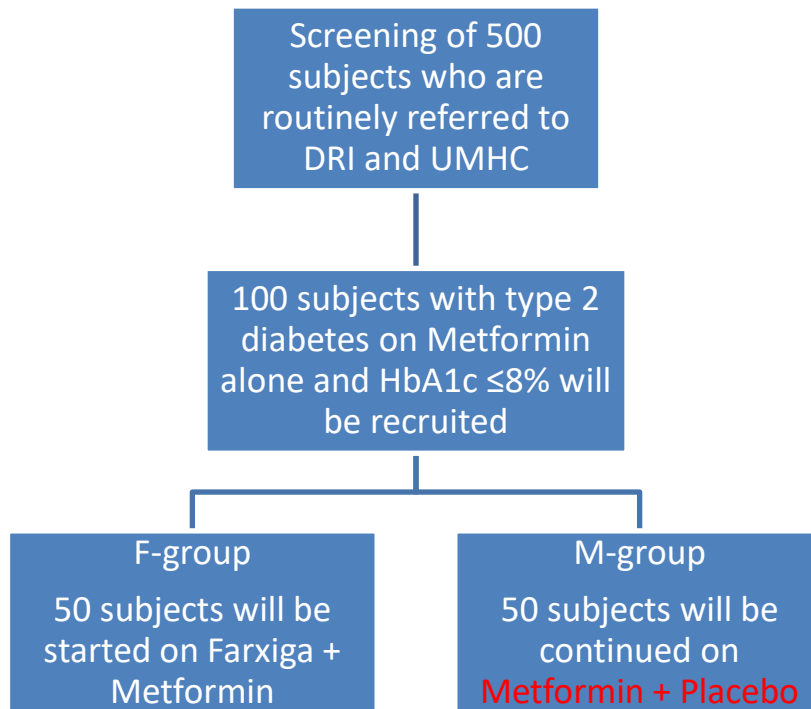 Screening of 500
subjects who are
routinely referred to
DRI and UMHC
100 subjects with type 2
diabetes on Metformin
alone and HbA1c ≤8% will
be recruited
F-group
50 subjects will be
started on Farxiga +
Metformin
M-group
50 subjects will be
continued on
Metformin + Placebo